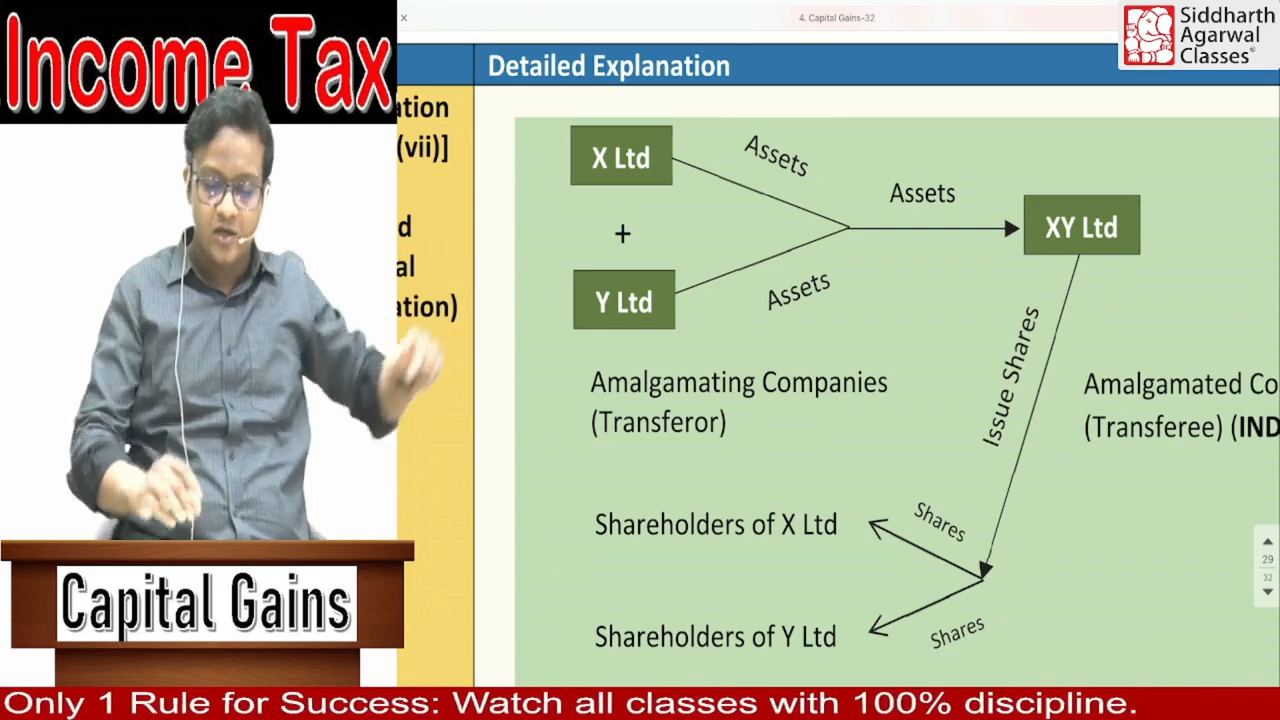 Income Tax
4. Capital Gains-32
Siddharth
Agarwal
Classes
Detailed Explanation
ation
(vii)]
d
al
ation)
X Ltd
+
Y Ltd
Assets
Assets
Assets
XY Ltd
Issue Shares
Amalgamating Companies
(Transferor)
Amalgamated Co
(Transferee) (IND
Shareholders of X Ltd
Shares
Shareholders of Y Ltd
Shares
29
32
Capital Gains
Only 1 Rule for Success: Watch all classes with 100% discipline.